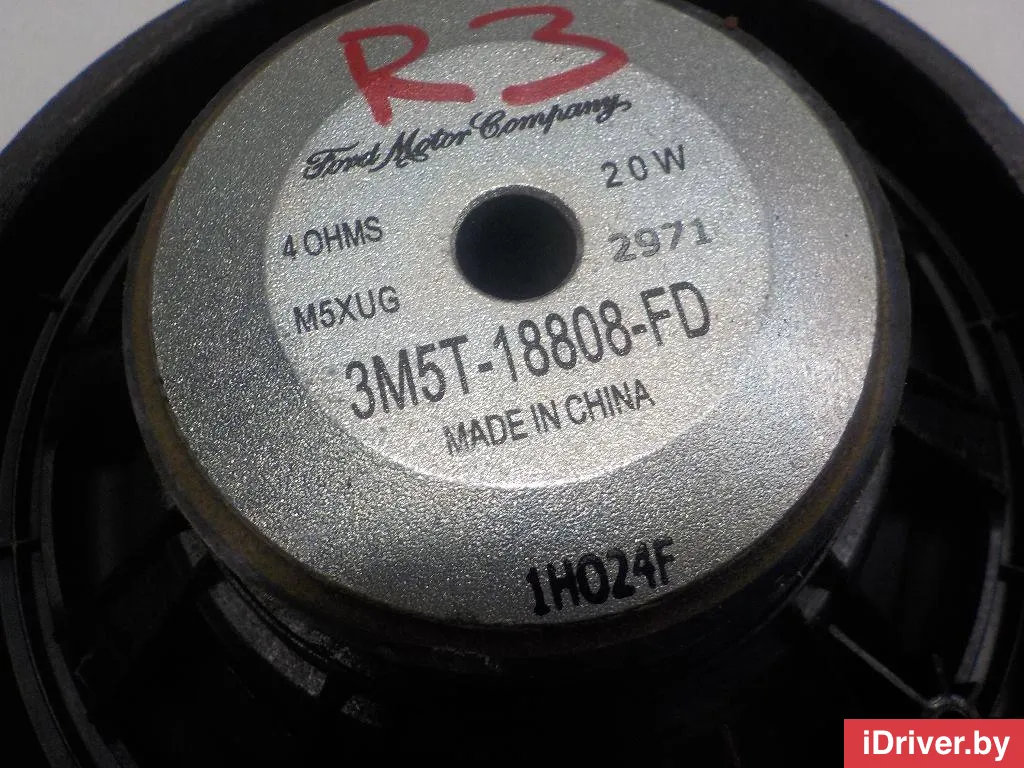 R3
Ford Motor Company
20W
4 OHMS
2971
M5XUG
3M5T-18808-FD
MADE IN CHINA
1H024F
iDriver.by